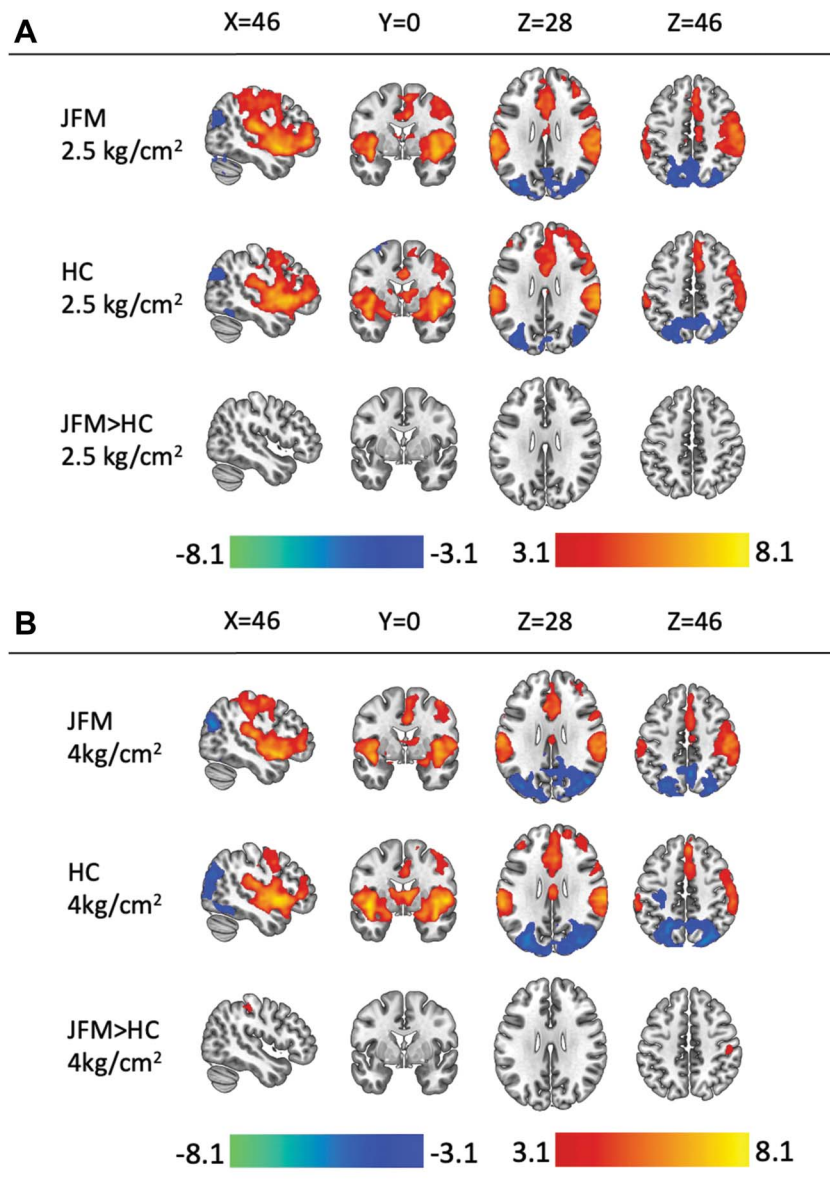 A
X=46 Y=0 Z=28 Z=46
JFM
2.5 kg/cm²
HC
2.5 kg/cm²
JFM>HC
2.5 kg/cm²
-8.1 -3.1 3.1 8.1
B
X=46 Y=0 Z=28 Z=46
JFM
4kg/cm²
HC
4kg/cm²
JFM>HC
4kg/cm²
-8.1 -3.1 3.1 8.1